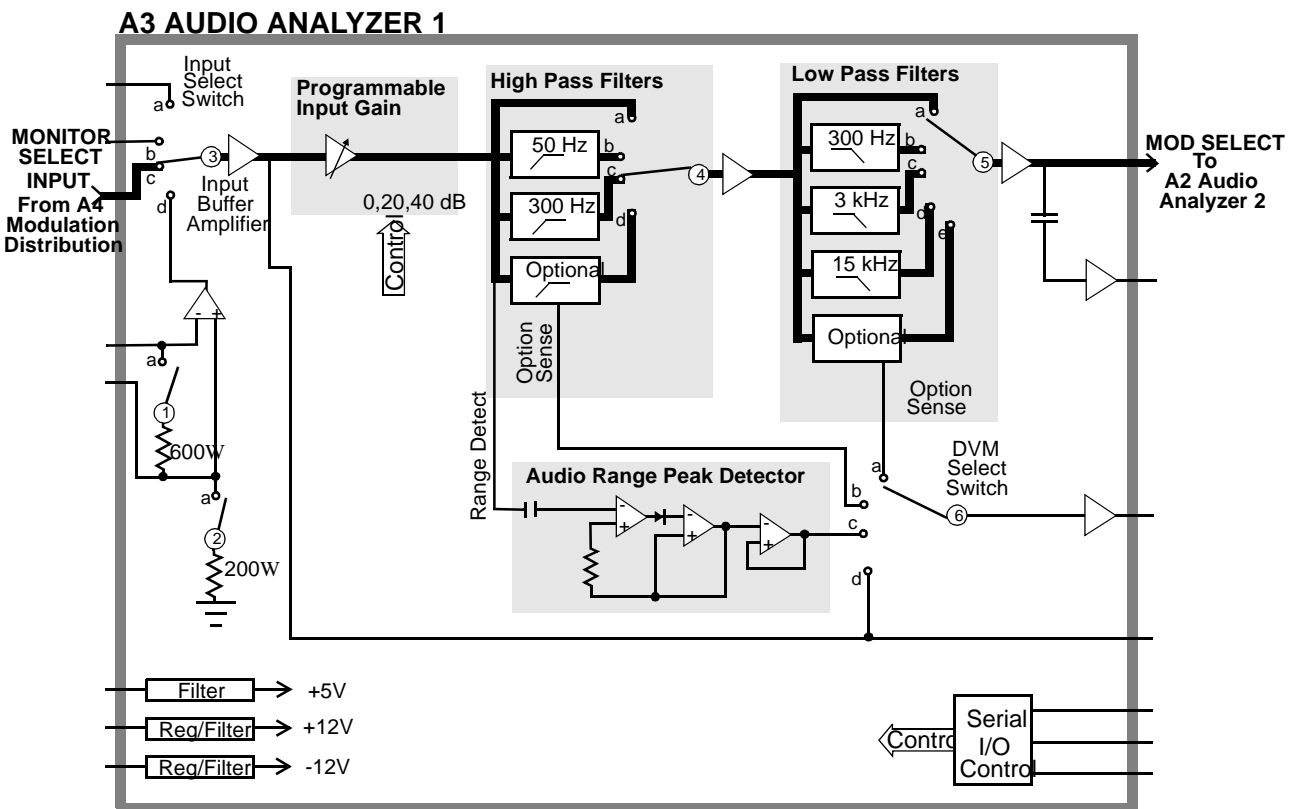 A3 AUDIO ANALYZER 1
Input
Select
Switch
a
MONITOR
SELECT
b
INPUT
c
From A4
Modulation
Distribution
d
3
Input
Buffer
Amplifier
Programmable
Input Gain
0,20,40 dB
Control
High Pass Filters
a
50 Hz
b
c
300 Hz
d
Optional
4
Option
Sense
Range Detect
Low Pass Filters
a
300 Hz
b
c
3 kHz
d
e
15 kHz
Optional
5
Option
Sense
MOD SELECT
To
A2 Audio
Analyzer 2
- +
a
1
600W
a
2
200W
Audio Range Peak Detector
-
+
-
+
-
+
a
b
c
d
DVM
Select
Switch
6
Filter
+5V
Reg/Filter
+12V
Reg/Filter
-12V
Contro
Serial
I/O
Control